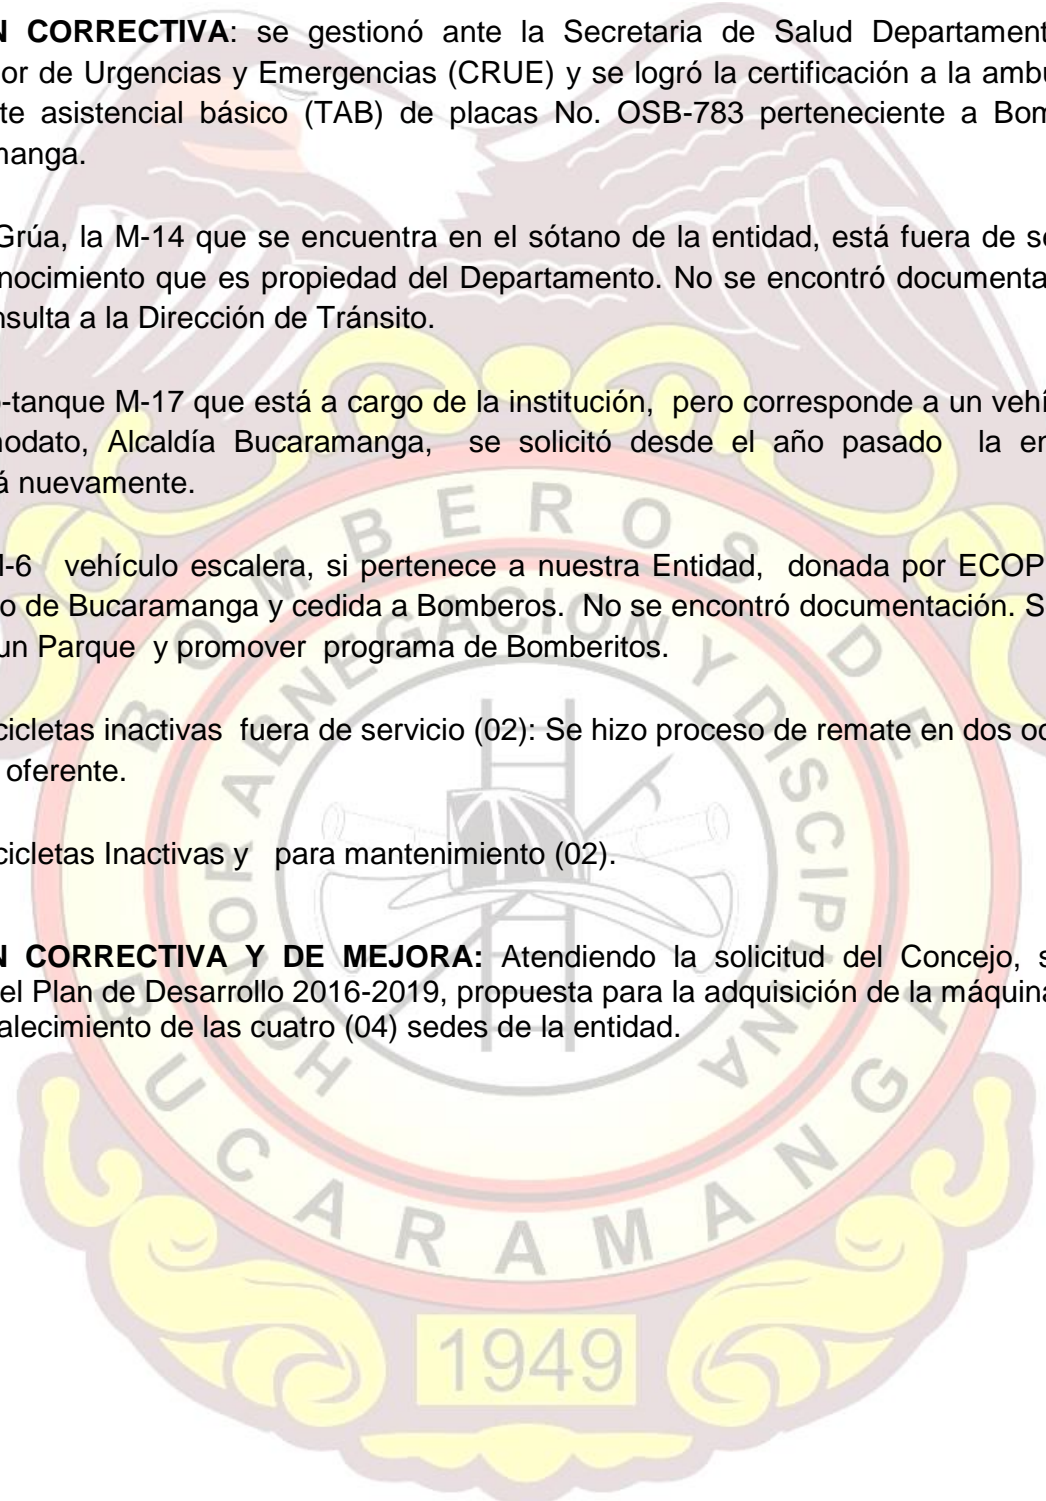 N CORRECTIVA: se gestionó ante la Secretaria de Salud Departament
or de Urgencias y Emergencias (CRUE) y se logró la certificación a la ambu
te asistencial básico (TAB) de placas No. OSB-783 perteneciente a Bom
manga.
Grúa, la M-14 que se encuentra en el sótano de la entidad, está fuera de se
nocimiento que es propiedad del Departamento. No se encontró documenta
nsulta a la Dirección de Tránsito.
-tanque M-17 que está a cargo de la institución, pero corresponde a un vehí
nodato, Alcaldía Bucaramanga, se solicitó desde el año pasado la en
á nuevamente.
M-6 vehículo escalera, si pertenece a nuestra Entidad, donada por ECOP
o de Bucaramanga y cedida a Bomberos. No se encontró documentación. S
un Parque y promover programa de Bomberitos.
cicletas inactivas fuera de servicio (02): Se hizo proceso de remate en dos oc
oferente.
cicletas Inactivas y para mantenimiento (02).
N CORRECTIVA Y DE MEJORA: Atendiendo la solicitud del Concejo, s
el Plan de Desarrollo 2016-2019, propuesta para la adquisición de la máquina
alecimiento de las cuatro (04) sedes de la entidad.
BOMBEROS DE
BUCARAMANGA
HONOR ABNEGACION Y DISCIPLINA
1949